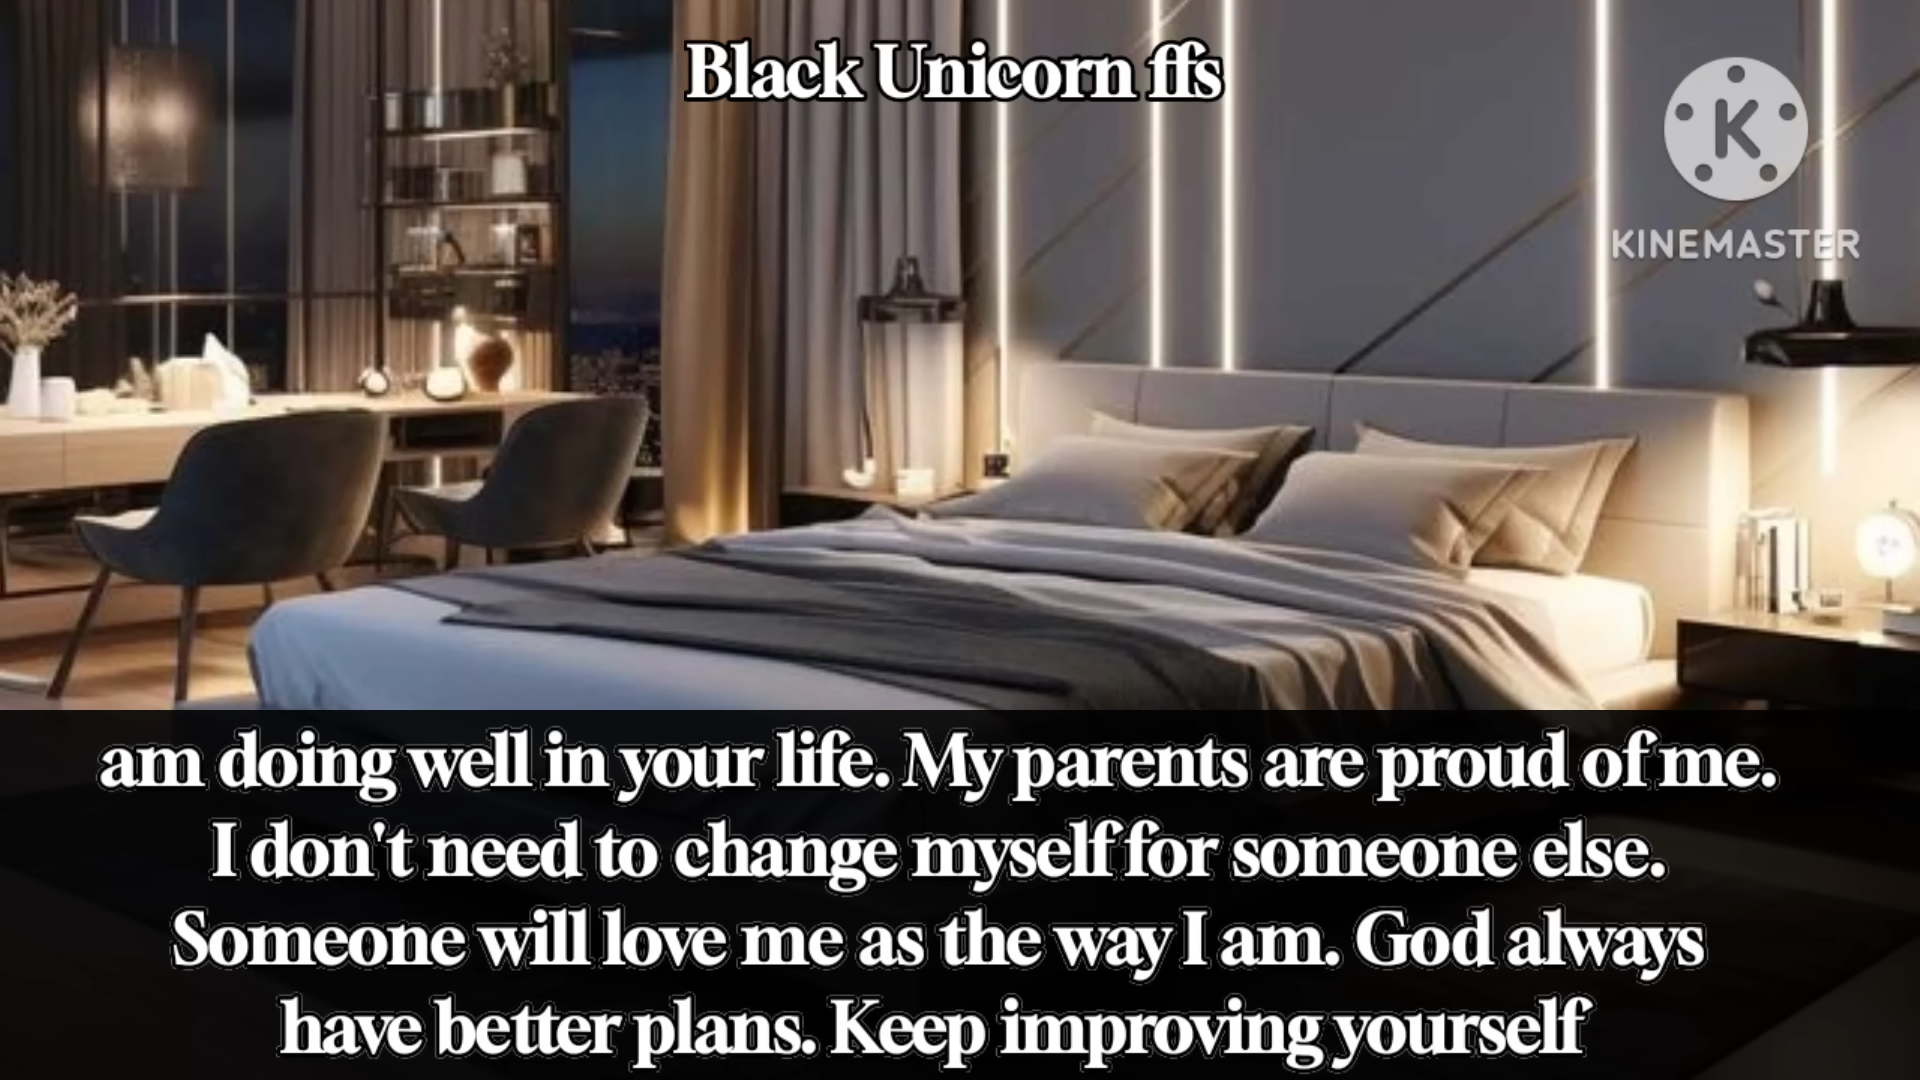 Black Unicorn ffs
K
KINEMASTER
am doing well in your life. My parents are proud of me.
I don't need to change myself for someone else.
Someone will love me as the way I am. God always
have better plans. Keep improving yourself